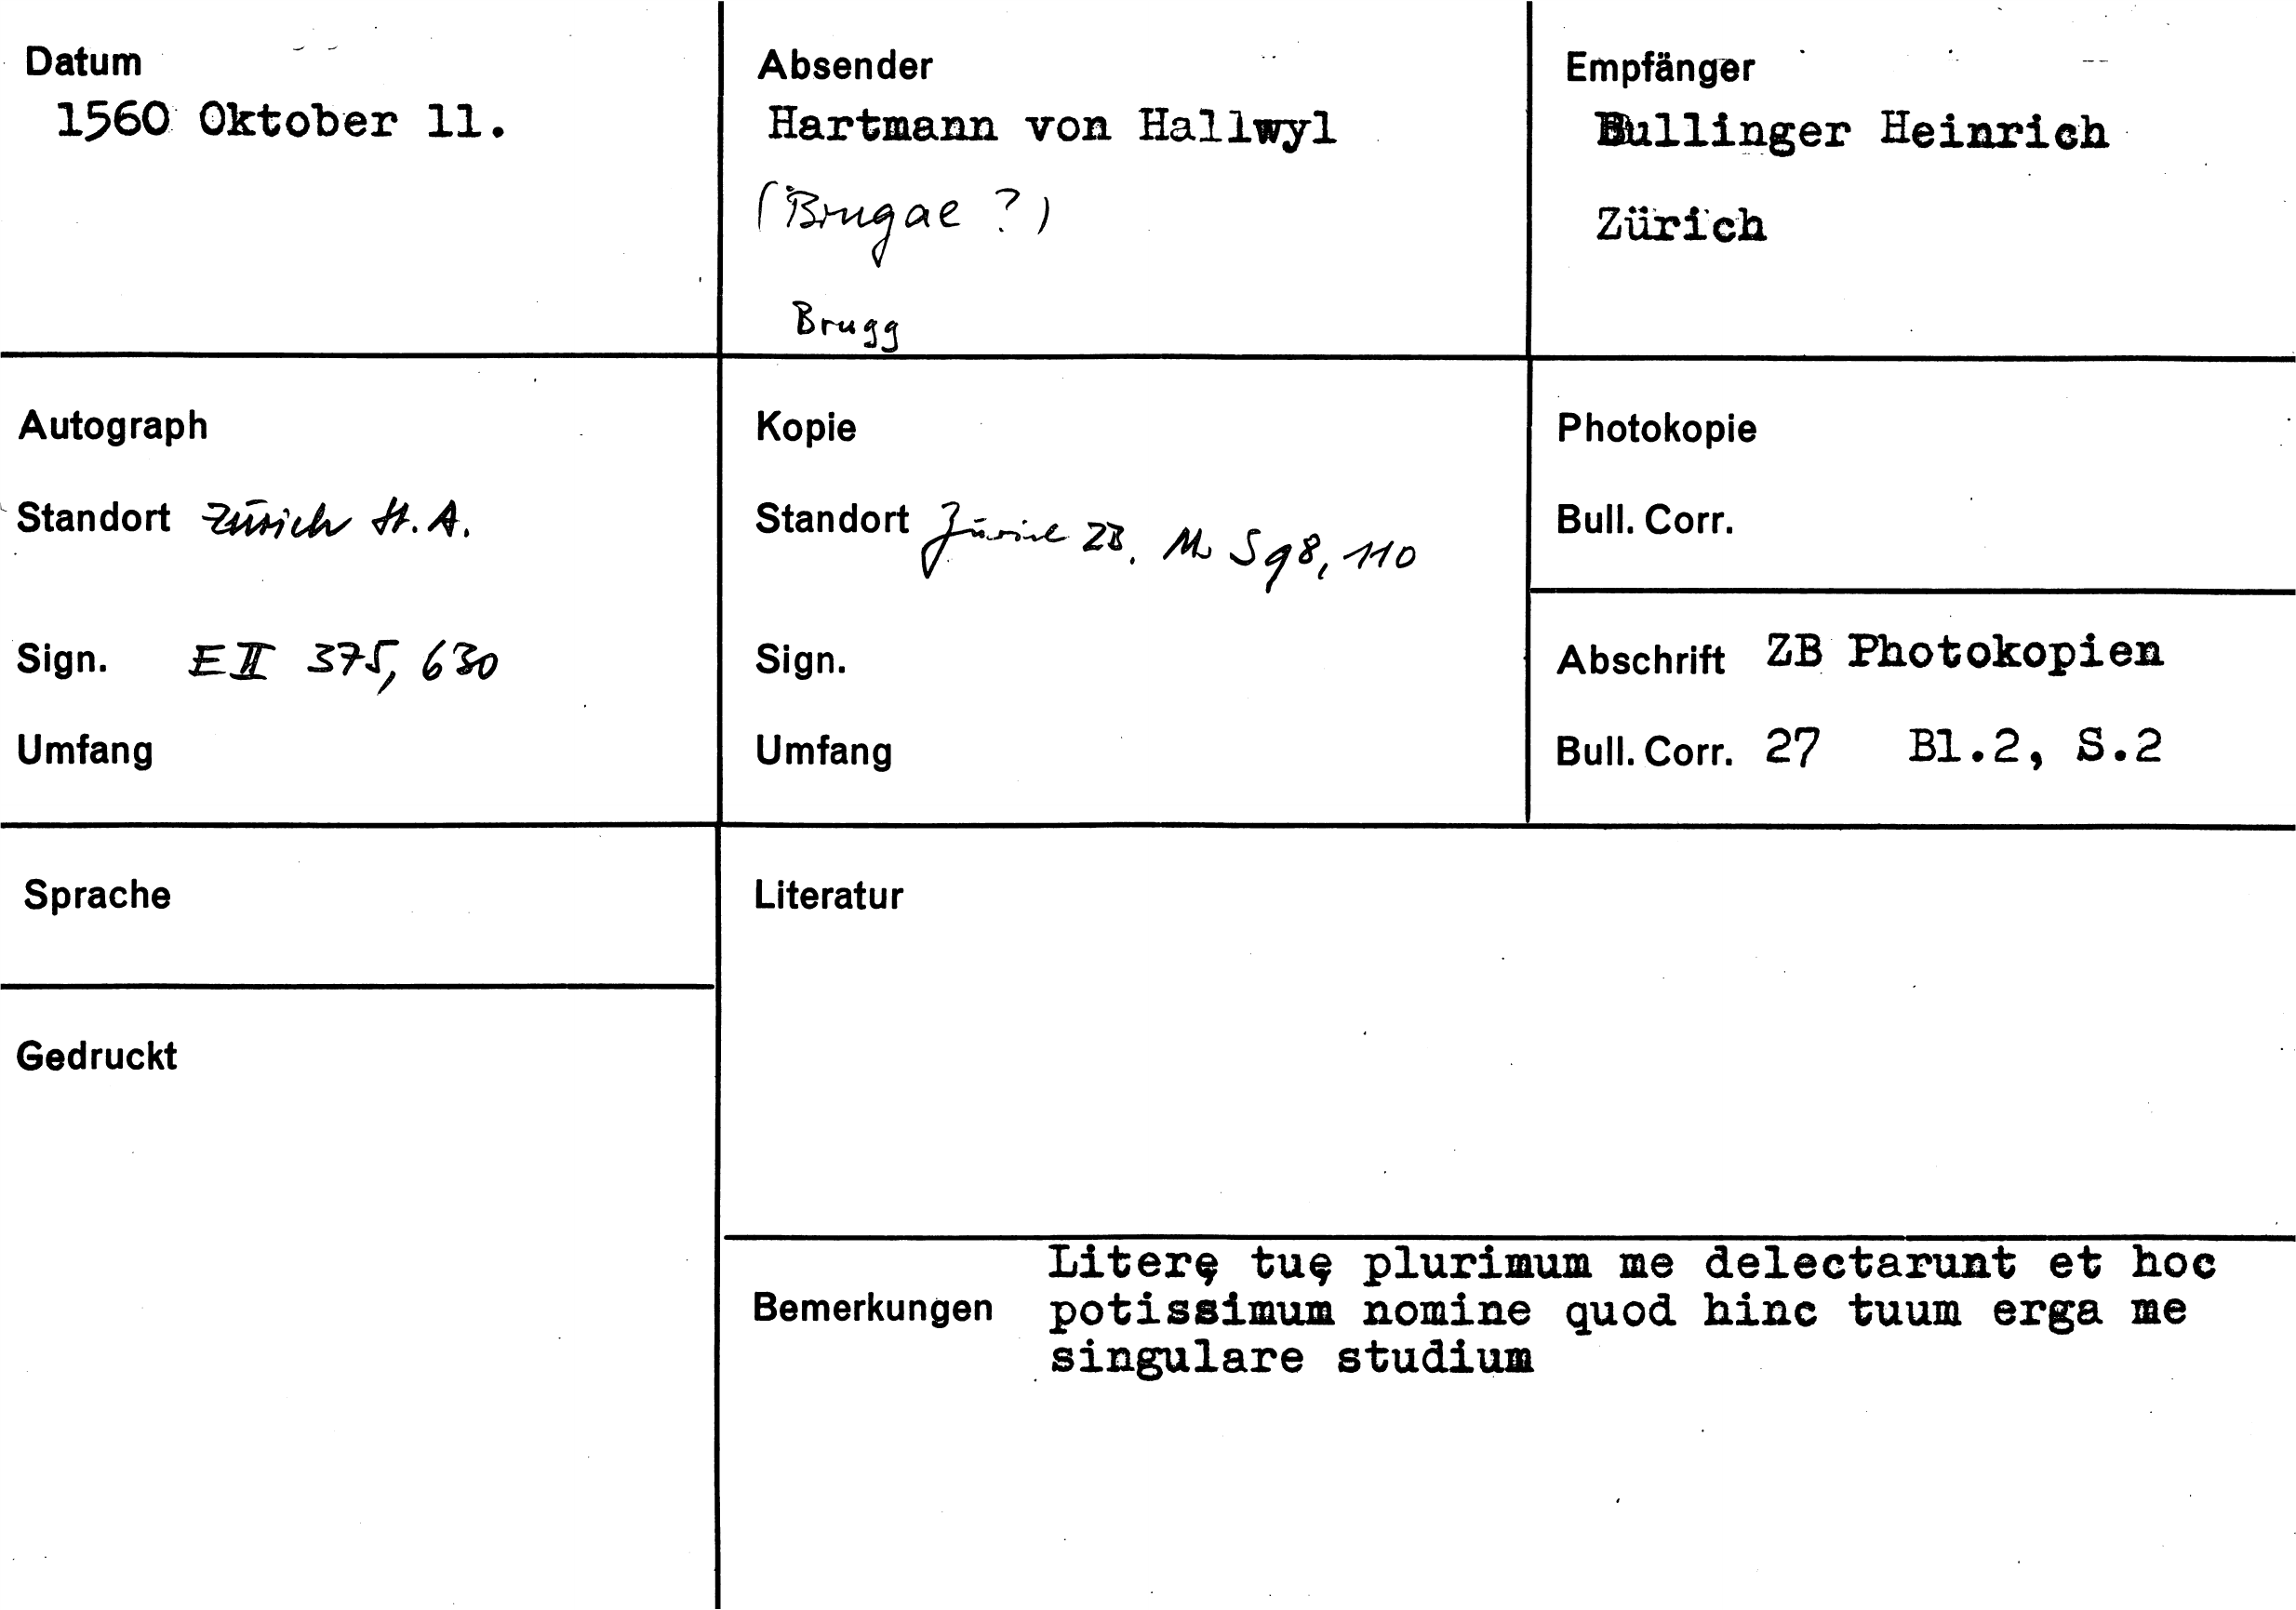 Datum
1560 Oktober 11.
Absender
Hartmann von Hallwyl
(Brugae ?)
Brugg
Empfänger
Bullinger Heinrich
Zürich
Autograph
Standort Zürich St. A.
Sign. E II 375, 630
Umfang
Kopie
Standort Zürich ZB, Ms S 98, 110
Sign.
Umfang
Photokopie
Bull. Corr.
Abschrift ZB Photokopien
Bull. Corr. 27 Bl.2, S.2
Sprache
Gedruckt
Literatur
Bemerkungen
Literę tuę plurimum me delectarunt et hoc
potissimum nomine quod hinc tuum erga me
singulare studium